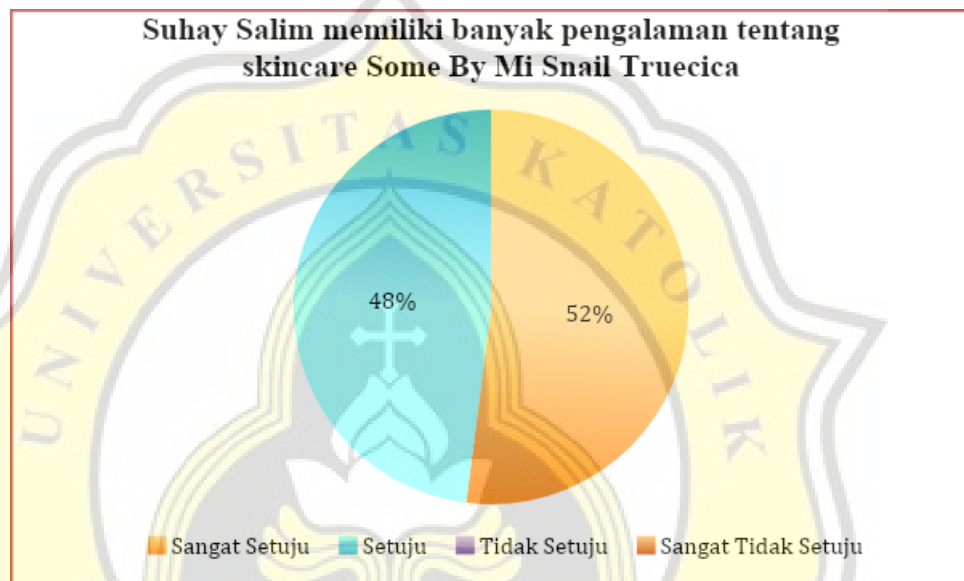 Suhay Salim memiliki banyak pengalaman tentang
skincare Some By Mi Snail Truecica
UNIVERSITAS KATOLIK
48%
52%
Sangat Setuju Setuju Tidak Setuju Sangat Tidak Setuju